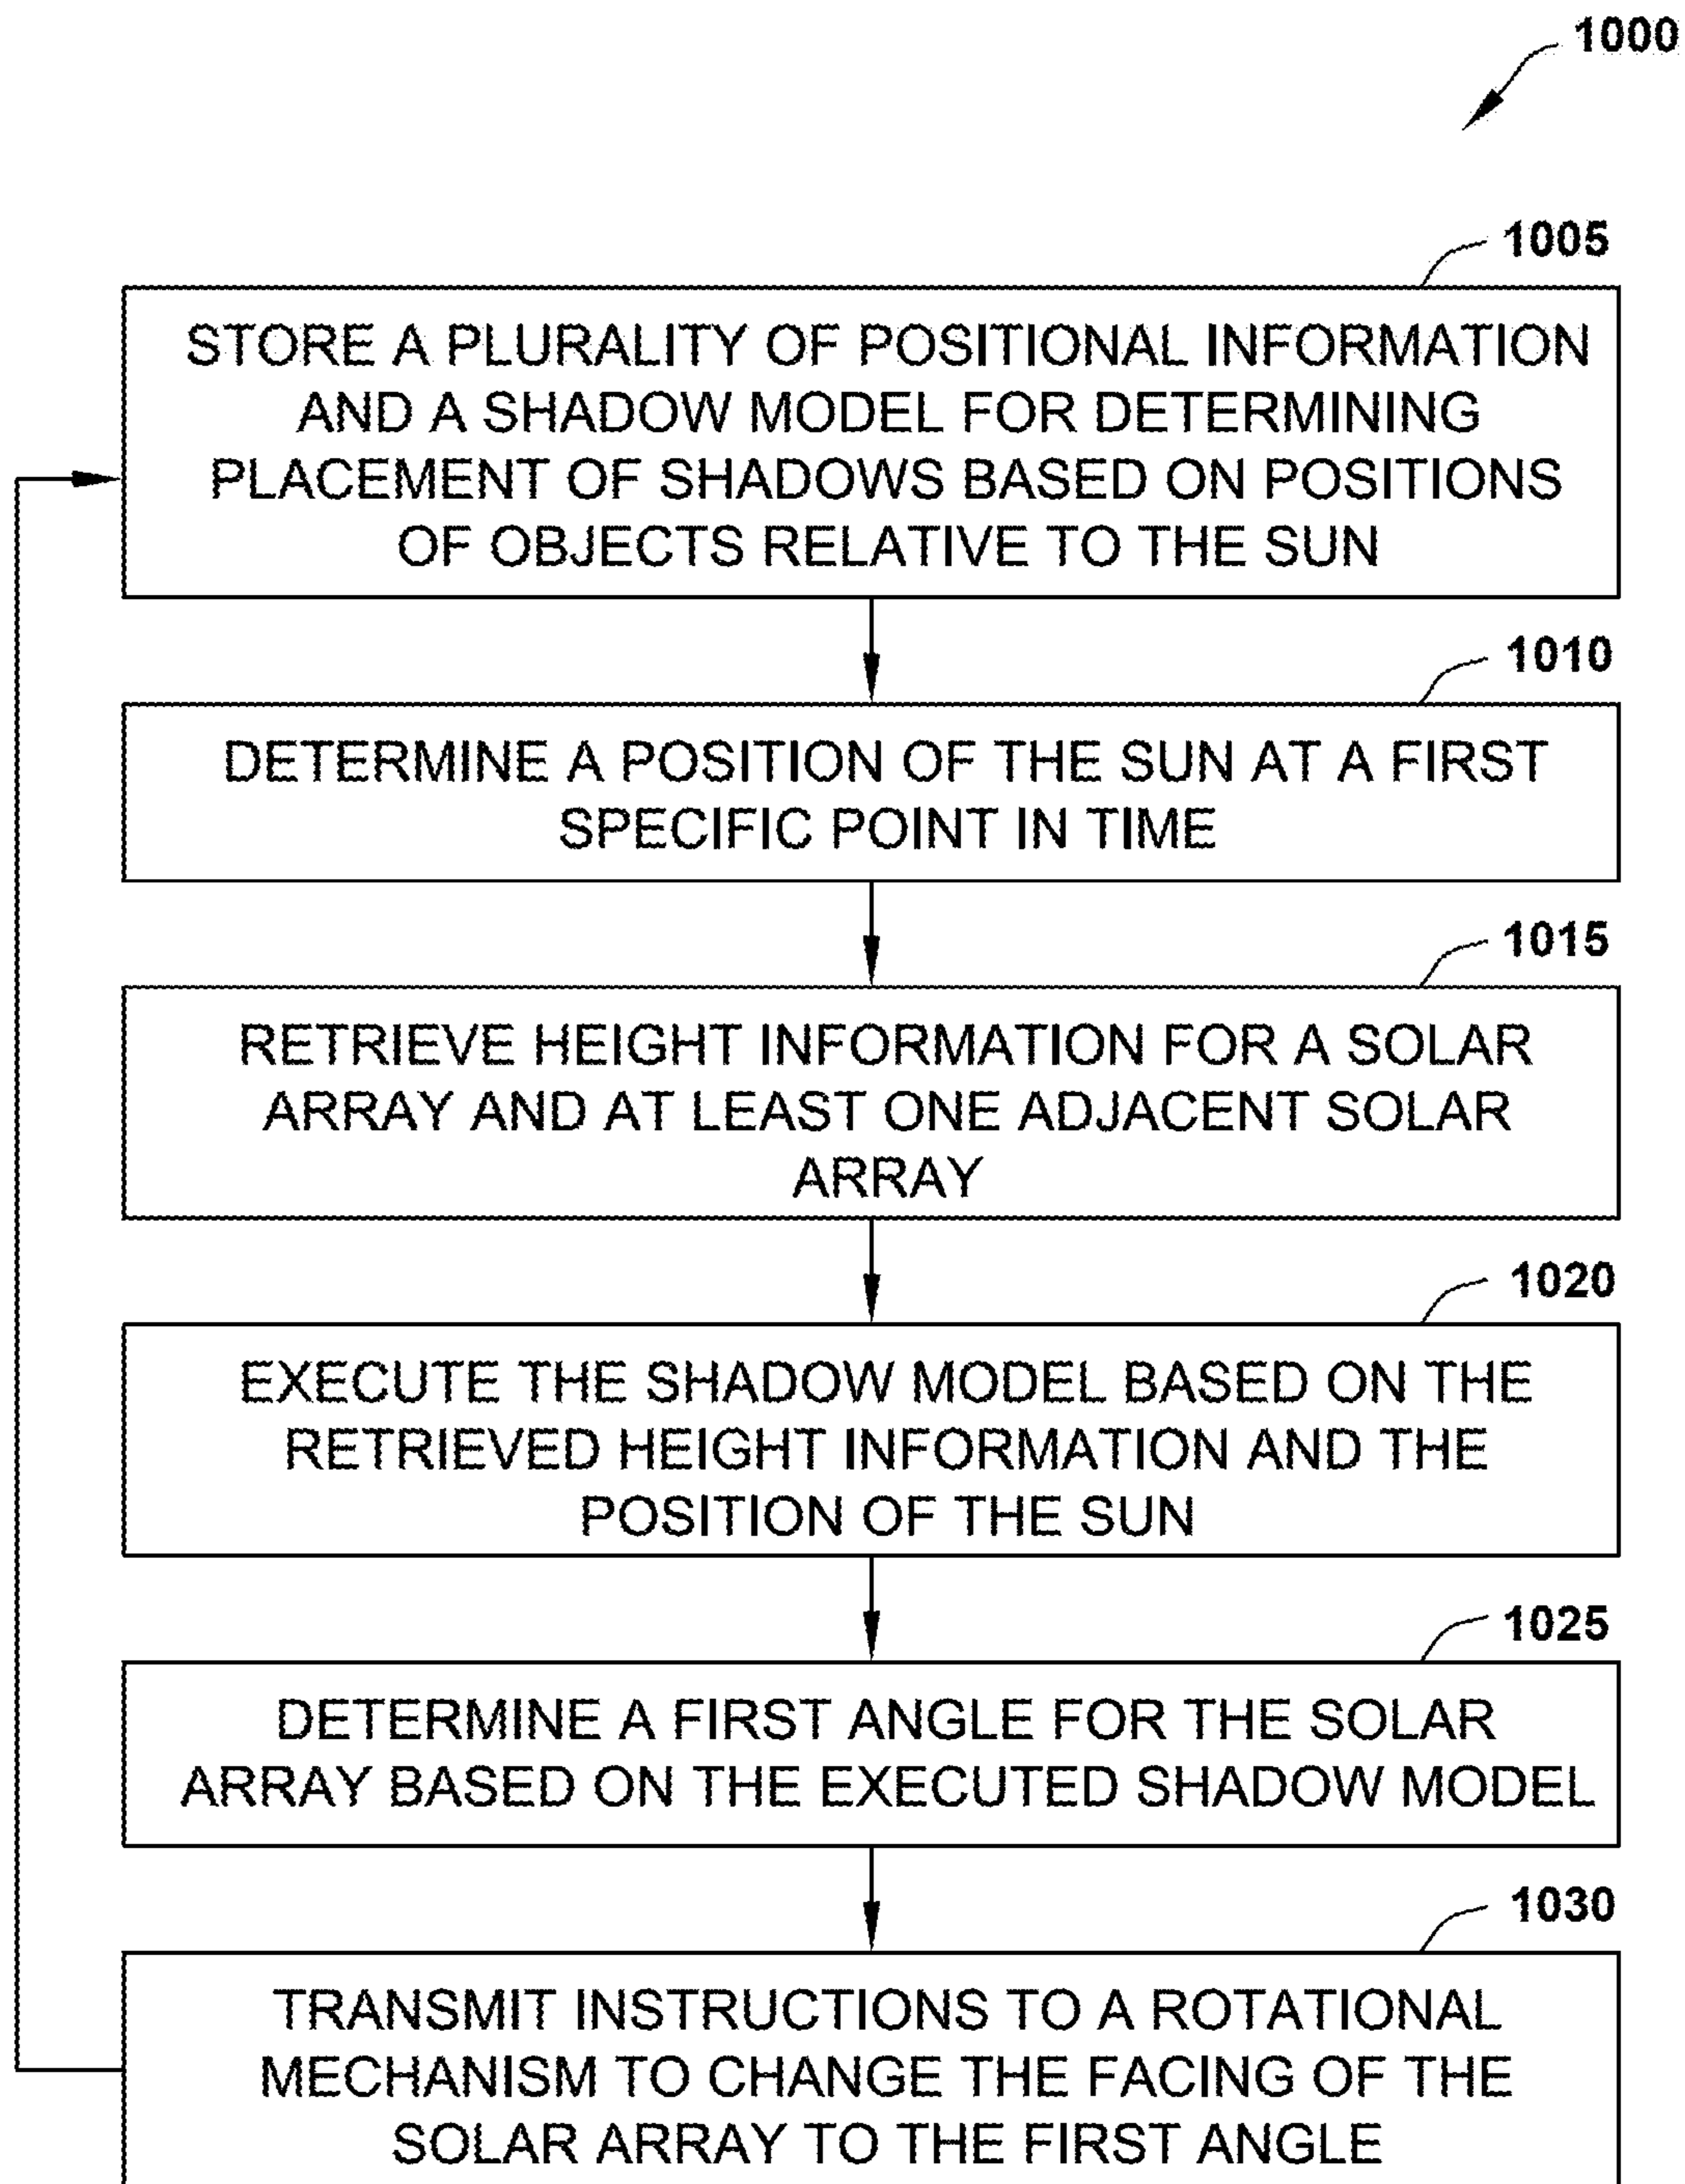 1000
1005
STORE A PLURALITY OF POSITIONAL INFORMATION
AND A SHADOW MODEL FOR DETERMINING
PLACEMENT OF SHADOWS BASED ON POSITIONS
OF OBJECTS RELATIVE TO THE SUN
1010
DETERMINE A POSITION OF THE SUN AT A FIRST
SPECIFIC POINT IN TIME
1015
RETRIEVE HEIGHT INFORMATION FOR A SOLAR
ARRAY AND AT LEAST ONE ADJACENT SOLAR
ARRAY
1020
EXECUTE THE SHADOW MODEL BASED ON THE
RETRIEVED HEIGHT INFORMATION AND THE
POSITION OF THE SUN
1025
DETERMINE A FIRST ANGLE FOR THE SOLAR
ARRAY BASED ON THE EXECUTED SHADOW MODEL
1030
TRANSMIT INSTRUCTIONS TO A ROTATIONAL
MECHANISM TO CHANGE THE FACING OF THE
SOLAR ARRAY TO THE FIRST ANGLE